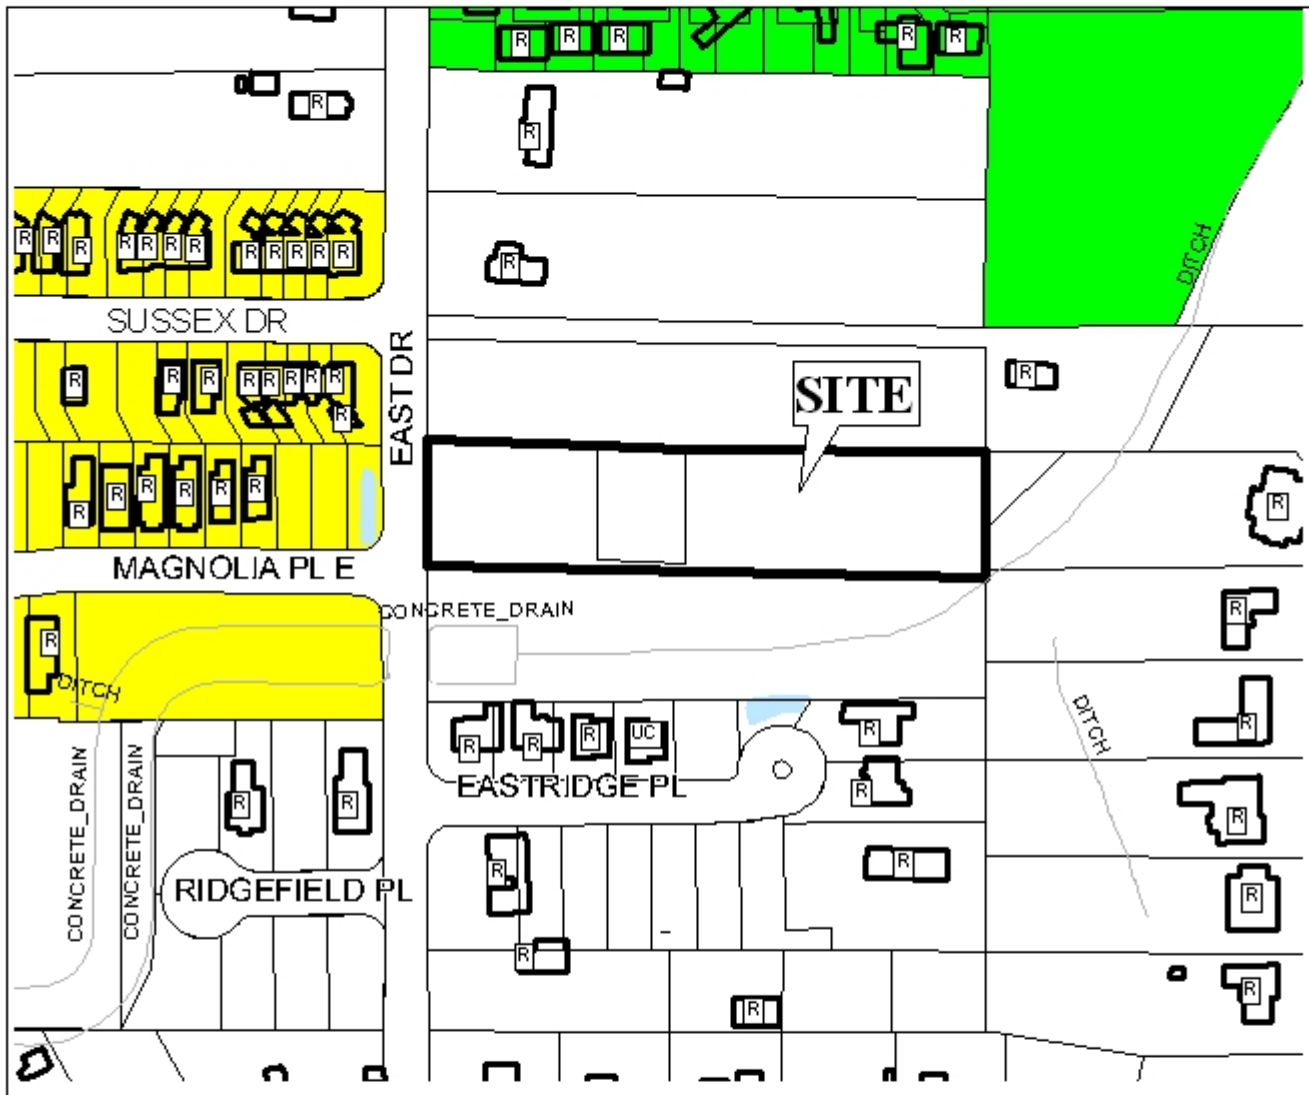 R R R R R
R
R
R R R R R R R R R R R R
R
DITCH
SUSSEX DR
EAST DR
R R R R R R R R
R
R
SITE
R R R R R R
R
MAGNOLIA PL E
CONCRETE_DRAIN
R
R
DITCH
R R R UC R
R
DITCH
EASTRIDGE PL
R R
R
R
CONCRETE_DRAIN
CONCRETE_DRAIN
RIDGEFIELD PL
R
R
R
R
R
R